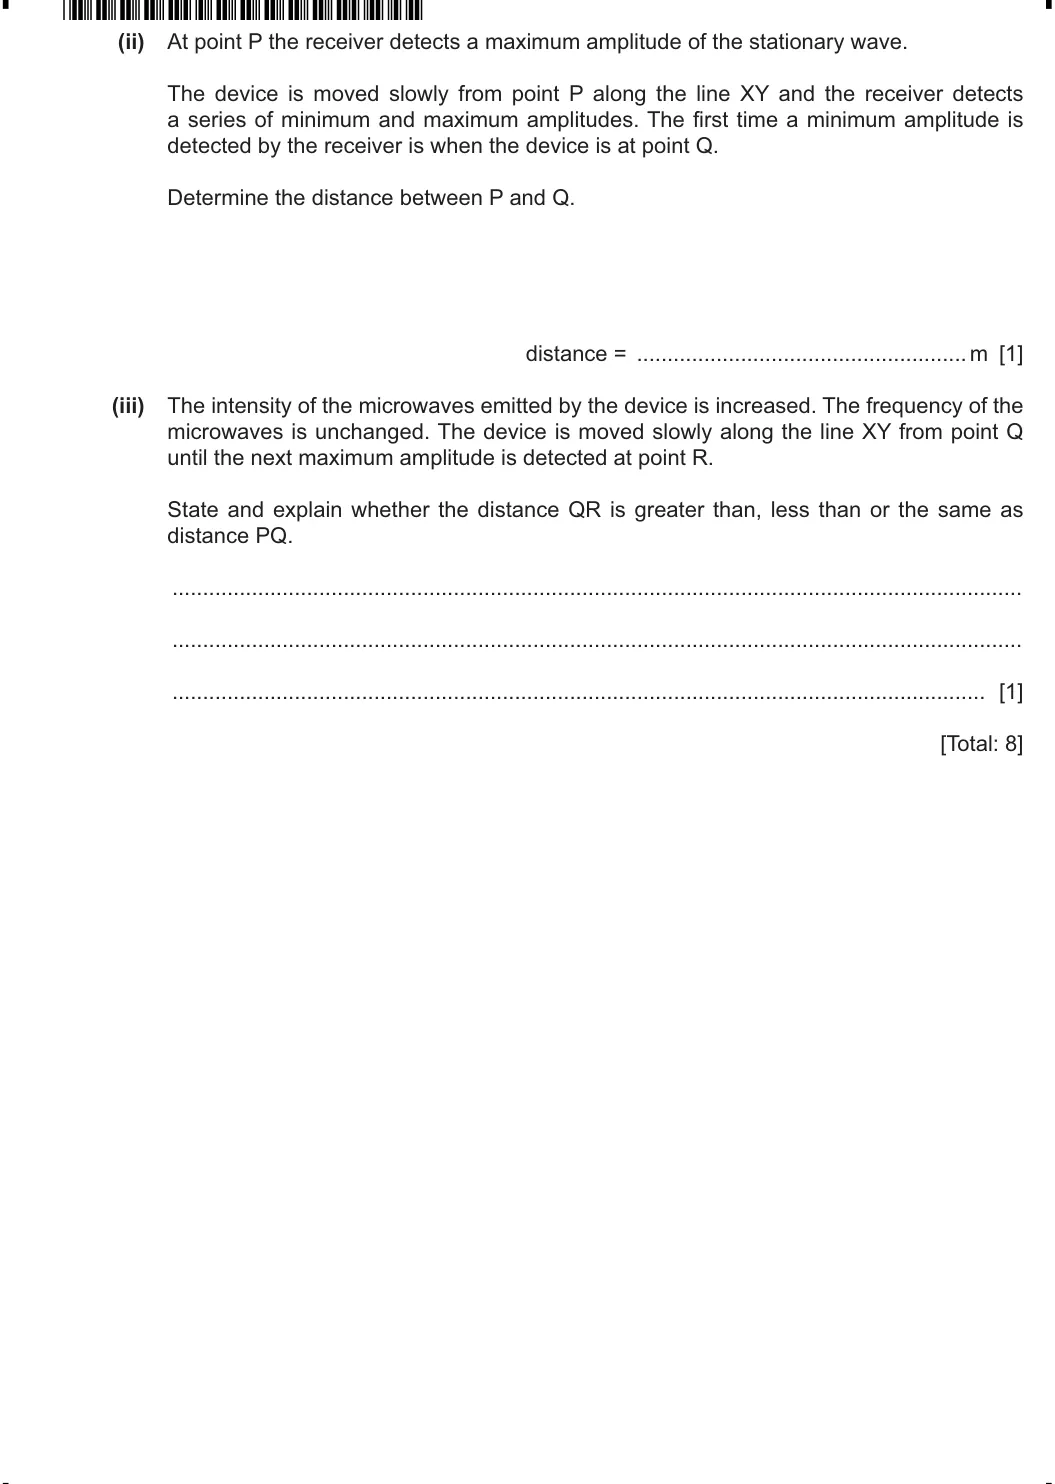 (ii) At point P the receiver detects a maximum amplitude of the stationary wave.
The device is moved slowly from point P along the line XY and the receiver detects
a series of minimum and maximum amplitudes. The first time a minimum amplitude is
detected by the receiver is when the device is at point Q.
Determine the distance between P and Q.
distance = ...................................................... m [1]
(iii) The intensity of the microwaves emitted by the device is increased. The frequency of the
microwaves is unchanged. The device is moved slowly along the line XY from point Q
until the next maximum amplitude is detected at point R.
State and explain whether the distance QR is greater than, less than or the same as
distance PQ.
...........................................................................................................................................
...........................................................................................................................................
..................................................................................................................................... [1]
[Total: 8]